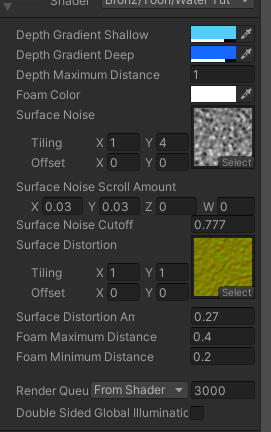 Shader Bronz/Toon/Water Tut
Depth Gradient Shallow
Depth Gradient Deep
Depth Maximum Distance 1
Foam Color
Surface Noise
Tiling X 1 Y 4
Offset X 0 Y 0 Select
Surface Noise Scroll Amount
X 0.03 Y 0.03 Z 0 W 0
Surface Noise Cutoff 0.777
Surface Distortion
Tiling X 1 Y 1
Offset X 0 Y 0 Select
Surface Distortion Am 0.27
Foam Maximum Distance 0.4
Foam Minimum Distance 0.2
Render Queu From Shader 3000
Double Sided Global Illuminatic